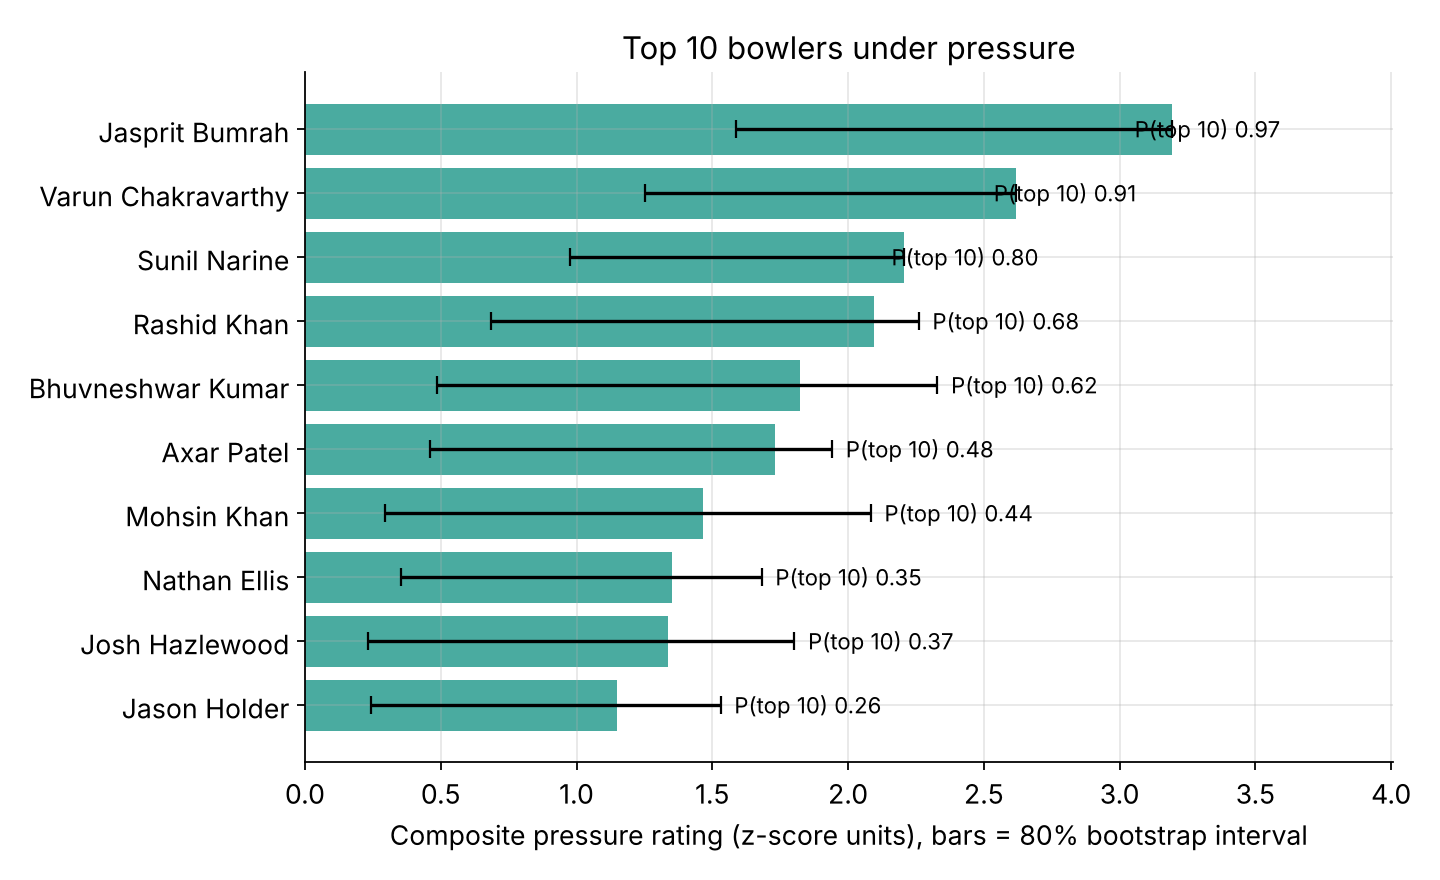 Top 10 bowlers under pressure
Jasprit Bumrah P(top 10) 0.97
Varun Chakravarthy P(top 10) 0.91
Sunil Narine P(top 10) 0.80
Rashid Khan P(top 10) 0.68
Bhuvneshwar Kumar P(top 10) 0.62
Axar Patel P(top 10) 0.48
Mohsin Khan P(top 10) 0.44
Nathan Ellis P(top 10) 0.35
Josh Hazlewood P(top 10) 0.37
Jason Holder P(top 10) 0.26
0.0 0.5 1.0 1.5 2.0 2.5 3.0 3.5 4.0
Composite pressure rating (z-score units), bars = 80% bootstrap interval